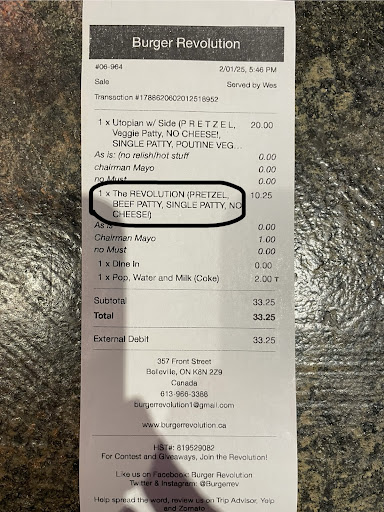 Burger Revolution
#06-964 2/01/25, 5:46 PM
Sale Served by Wes
Transaction #1788620602012518952
1 x Utopian w/ Side (P R E T Z E L, 20.00
Veggie Patty, NO CHEESE!,
SINGLE PATTY, POUTINE VEG...
As is: (no relish/hot stuff 0.00
chairman Mayo 0.00
no Must 0.00
1 x The REVOLUTION (PRETZEL, 10.25
BEEF PATTY, SINGLE PATTY, NO
CHEESE!)
As is 0.00
Chairman Mayo 1.00
no Must 0.00
1 x Dine In 0.00
1 x Pop, Water and Milk (Coke) 2.00 T
Subtotal 33.25
Total 33.25
External Debit 33.25
357 Front Street
Belleville, ON K8N 2Z9
Canada
613-966-3388
burgerrevolution1@gmail.com
www.burgerrevolution.ca
HST#: 819529082
For Contest and Giveaways, Join the Revolution!
Like us on Facebook: Burger Revolution
Twitter & Instagram: @Burgerrev
Help spread the word, review us on Trip Advisor, Yelp
and Zomato